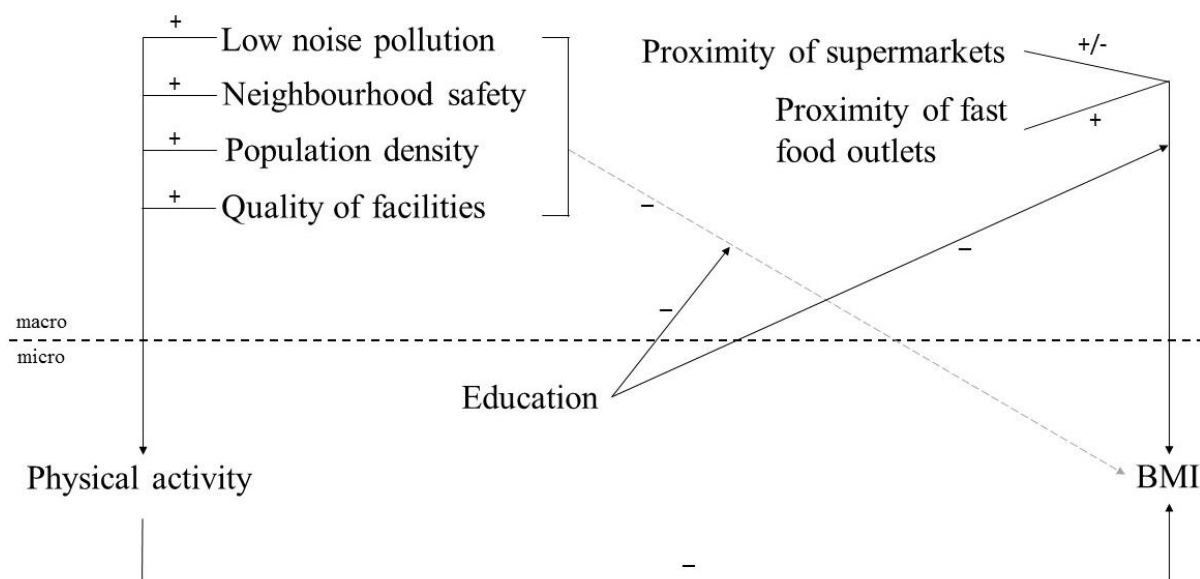 +
Low noise pollution
+
Neighbourhood safety
+
Population density
+
Quality of facilities
Proximity of supermarkets
+/-
Proximity of fast
food outlets
+
–
–
–
macro
micro
Education
Physical activity
BMI
–